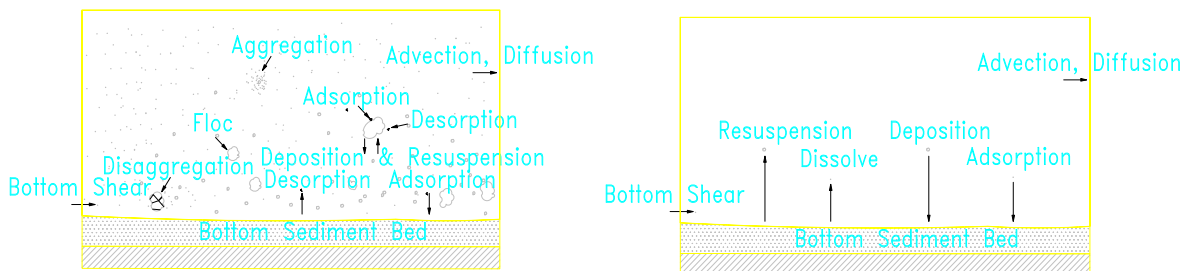 Aggregation
Advection, Diffusion
Adsorption
Desorption
Floc
Deposition & Resuspension
Disaggregation
Desorption Adsorption
Bottom Shear
Bottom Sediment Bed
Advection, Diffusion
Resuspension
Deposition
Dissolve
Adsorption
Bottom Shear
Bottom Sediment Bed